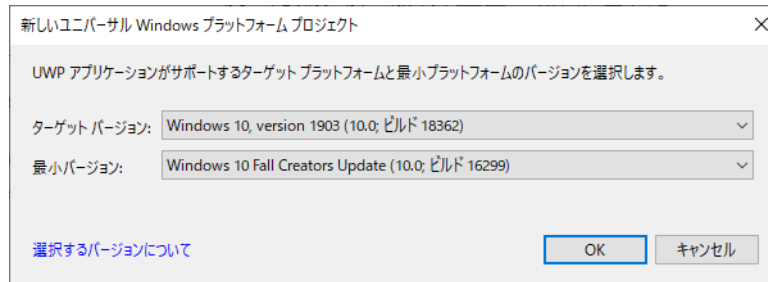 新しいユニバーサル Windows プラットフォーム プロジェクト
UWP アプリケーションがサポートするターゲット プラットフォームと最小プラットフォームのバージョンを選択します。
ターゲット バージョン: Windows 10, version 1903 (10.0; ビルド 18362)
最小バージョン: Windows 10 Fall Creators Update (10.0; ビルド 16299)
選択するバージョンについて OK キャンセル